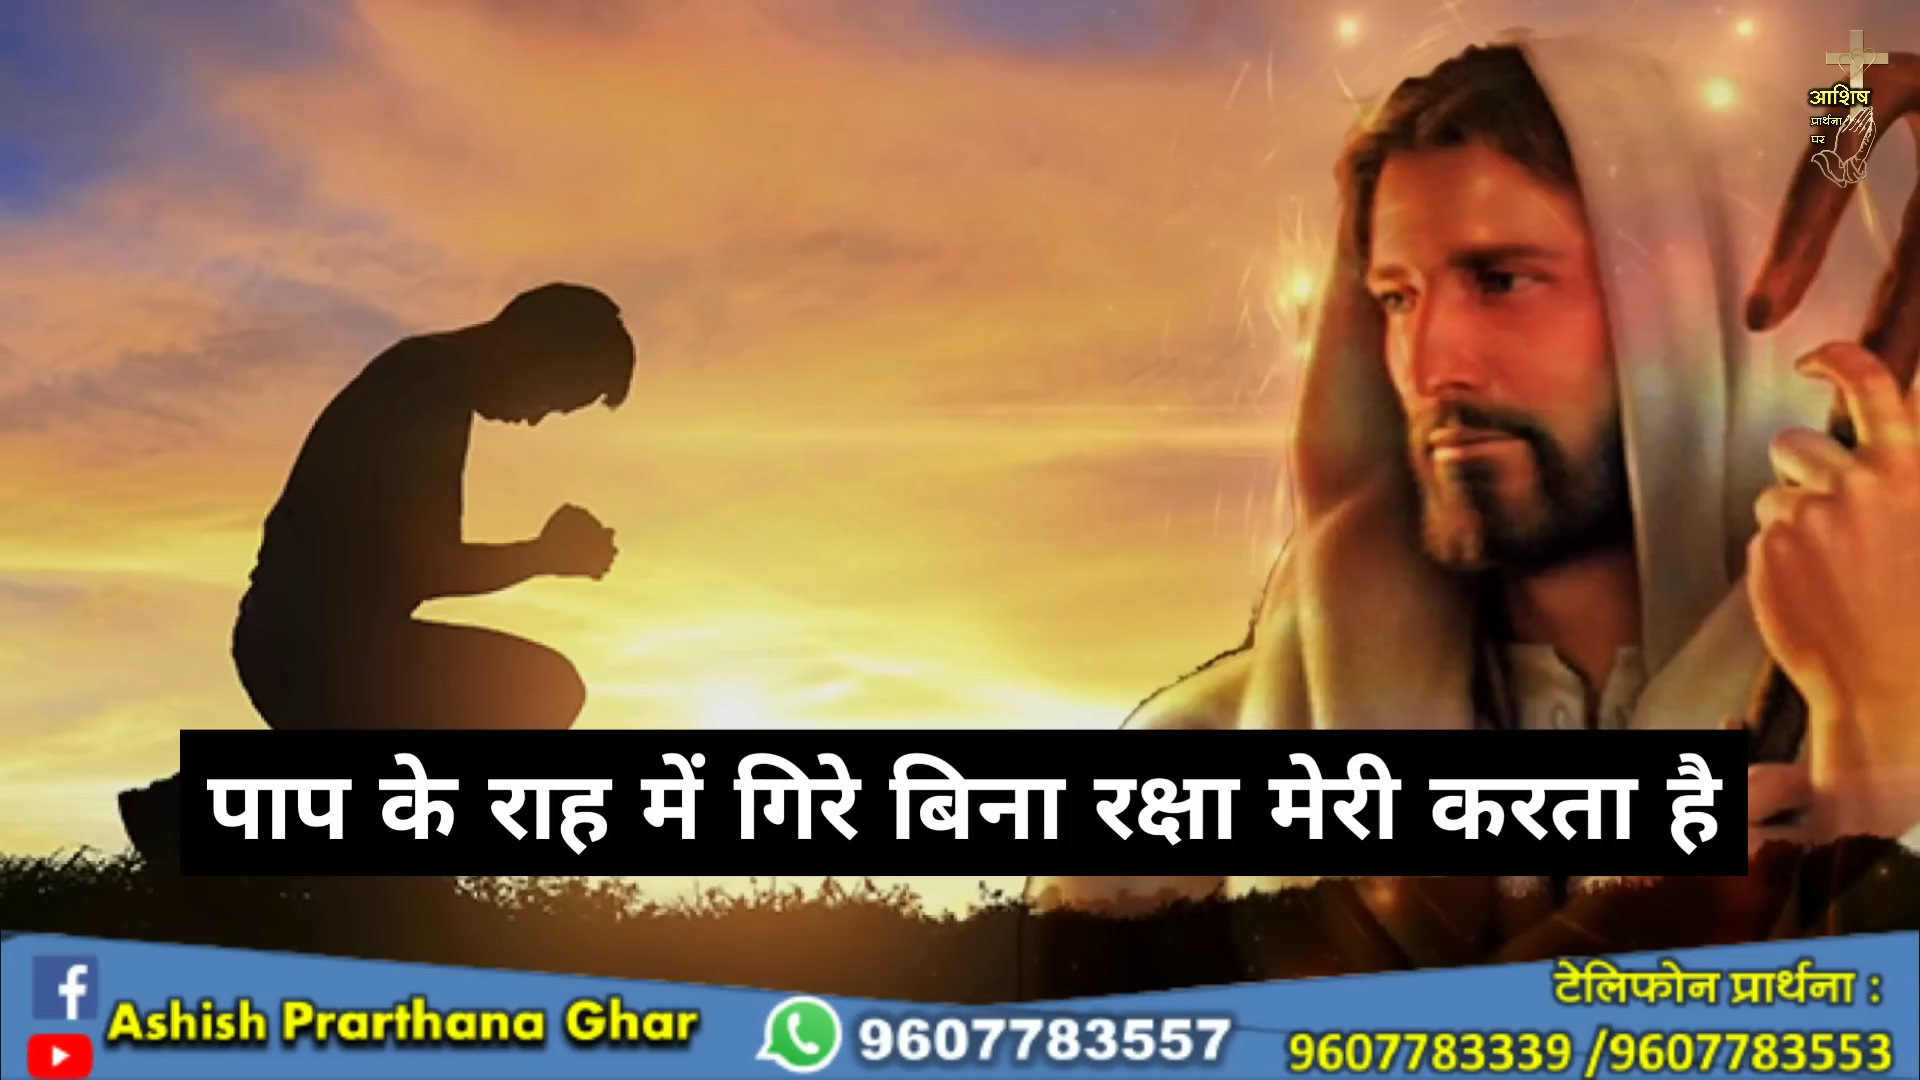 आशिष
प्रार्थना
घर
पाप के राह में गिरे बिना रक्षा मेरी करता है
Ashish Prarthana Ghar
9607783557
टेलिफोन प्रार्थना :
9607783339 /9607783553